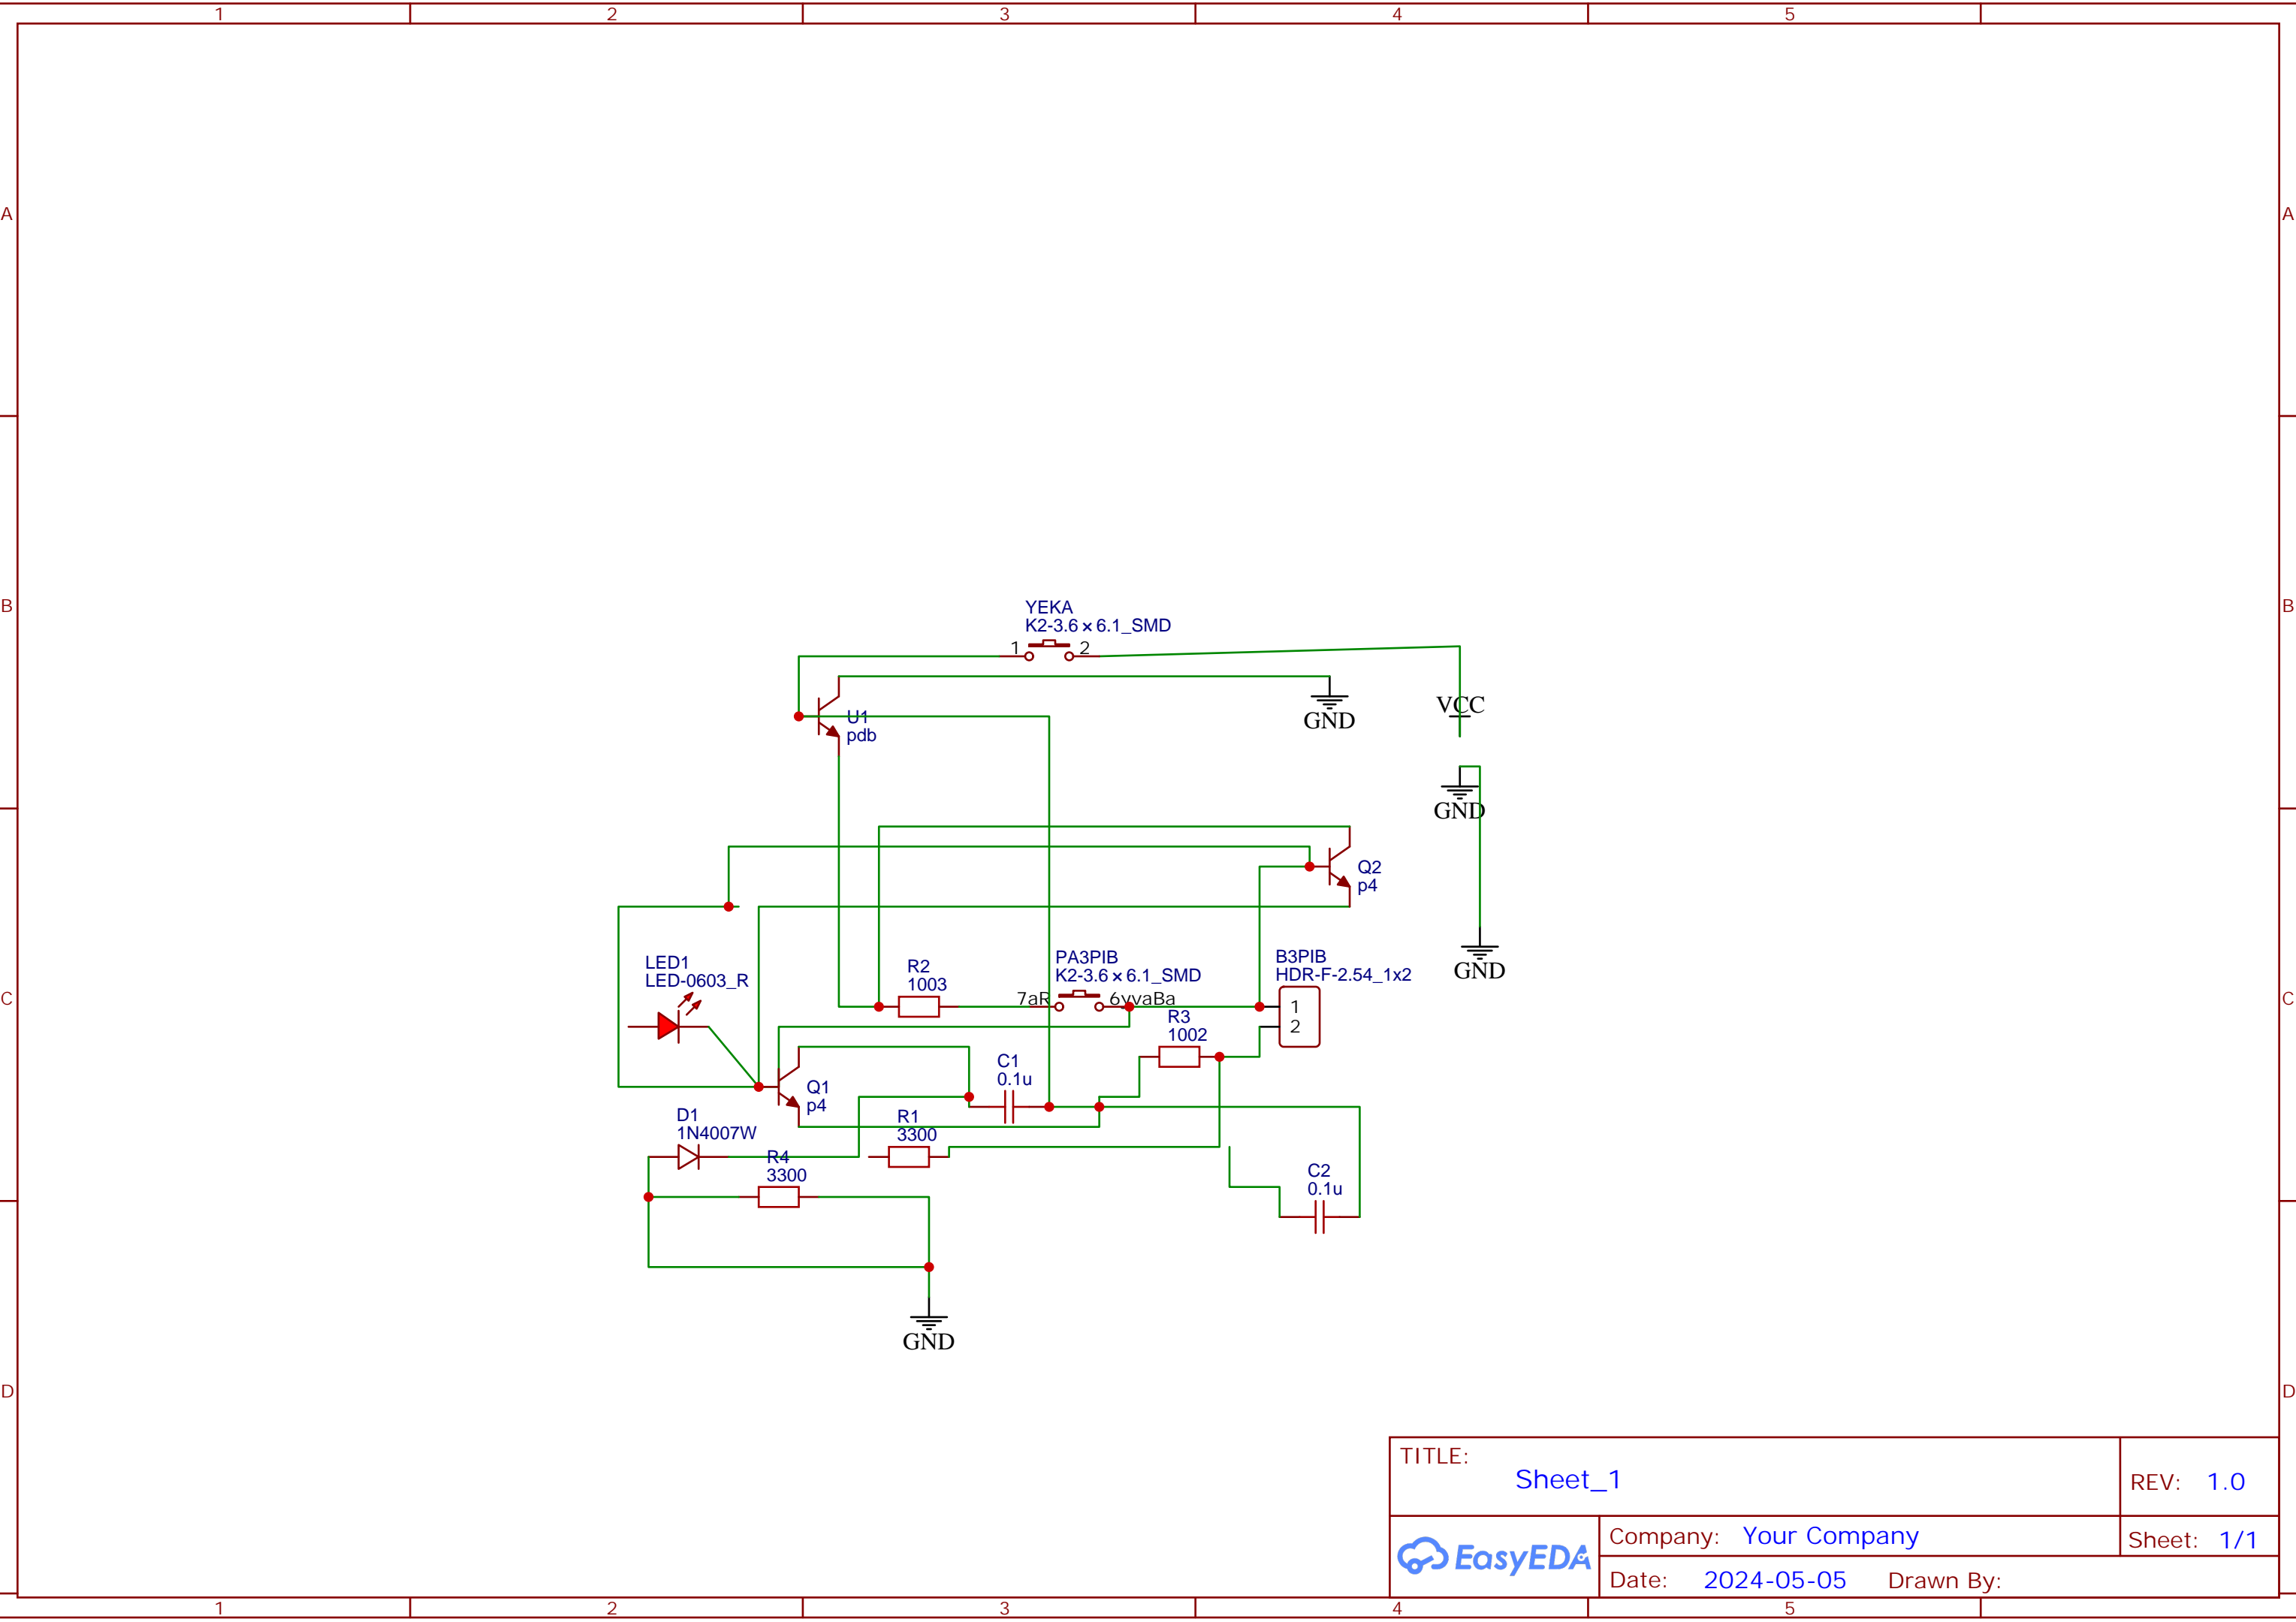 1 2 3 4 5
A A
B B
YEKA
K2-3.6×6.1_SMD
1 2
GND
VCC
U1
pdb
GND
Q2
p4
GND
C C
LED1
LED-0603_R
R2
1003
PA3PIB
K2-3.6×6.1_SMD
7aR 6yvaBa
B3PIB
HDR-F-2.54_1x2
1
2
R3
1002
C1
0.1u
Q1
p4
D1
1N4007W
R1
3300
R4
3300
C2
0.1u
GND
D D
TITLE:
Sheet_1
REV: 1.0
EasyEDA
Company: Your Company
Sheet: 1/1
Date: 2024-05-05 Drawn By:
1 2 3 4 5